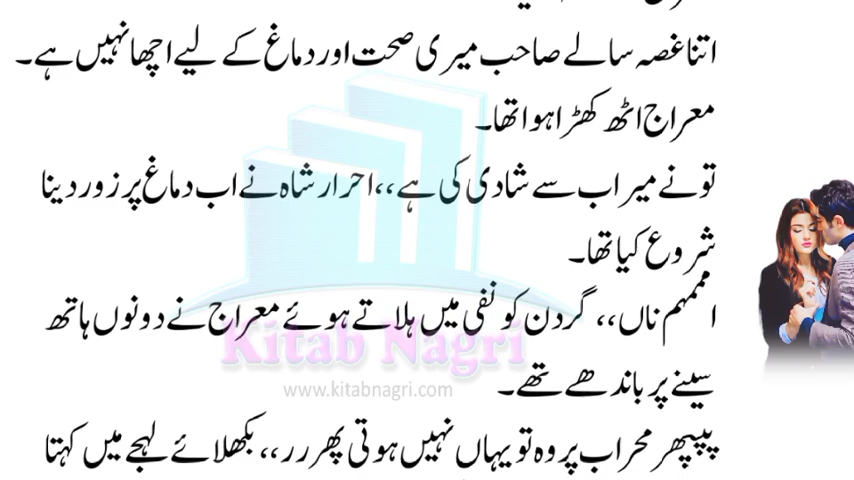 اتنا غصہ سالے صاحب میری صحت اور دماغ کے لیے اچھا نہیں ہے۔
معراج اٹھ کھڑا ہوا تھا۔
تو نے میراب سے شادی کی ہے،،احرار شاہ نے اب دماغ پر زور دینا
شروع کیا تھا۔
اممہم ناں،، گردن کو نفی میں ہلاتے ہوئے معراج نے دونوں ہاتھ
Kitab Nagri
سینے پر باندھے تھے۔
www.kitabnagri.com
پپپھر محراب پر وہ تو یہاں نہیں ہوتی پھر رر،، بکھلائے لہجے میں کہتا